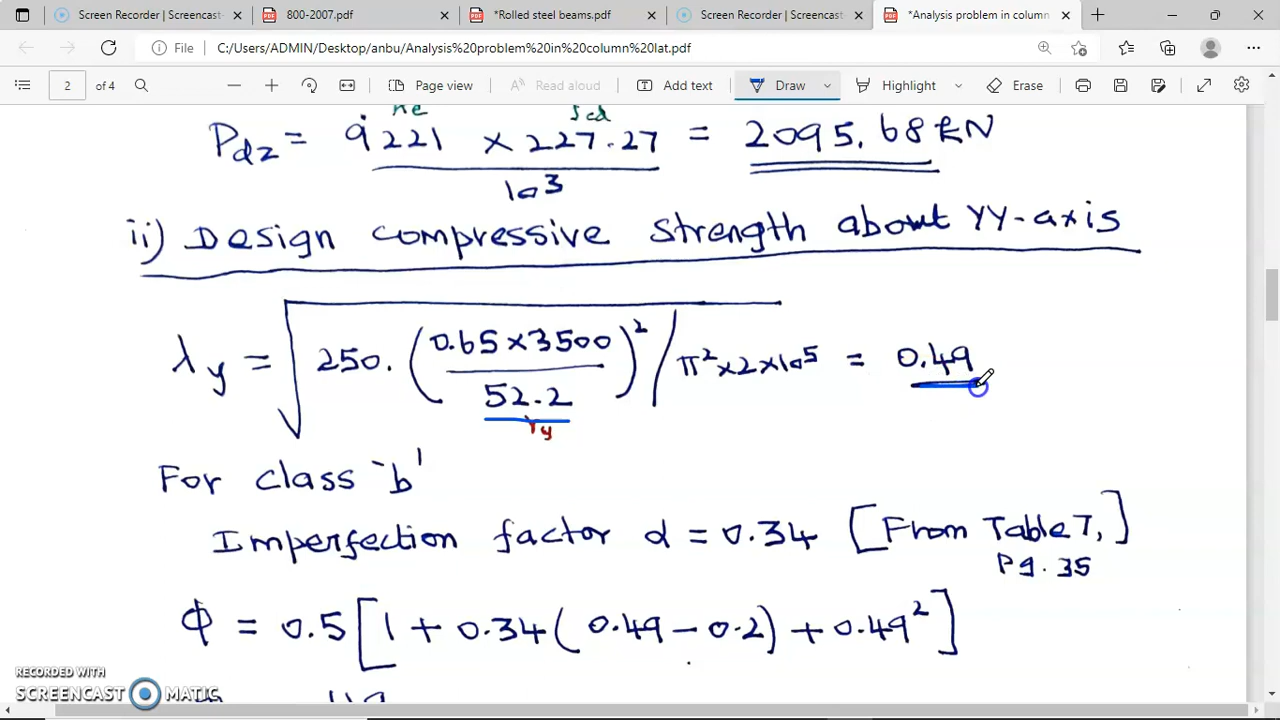 Screen Recorder | Screencast-
800-2007.pdf
*Rolled steel beams.pdf
Screen Recorder | Screencast-
*Analysis problem in column
File
C:/Users/ADMIN/Desktop/anbu/Analysis%20problem%20in%20column%20lat.pdf
2 of 4
Page view
Read aloud
Add text
Draw
Highlight
Erase
ne fcd
Pdz = 9221 × 227.27 / 10³ = 2095.68 kN
ii) Design compressive strength about YY-axis
λy = √ 250. (0.65×3500 / 52.2)² / π²×2×10⁵ = 0.49
ry
For class 'b'
Imperfection factor α = 0.34 [From Table 7,]
Pg. 35
Φ = 0.5 [1 + 0.34 ( 0.49 - 0.2) + 0.49²]
RECORDED WITH
SCREENCAST MATIC